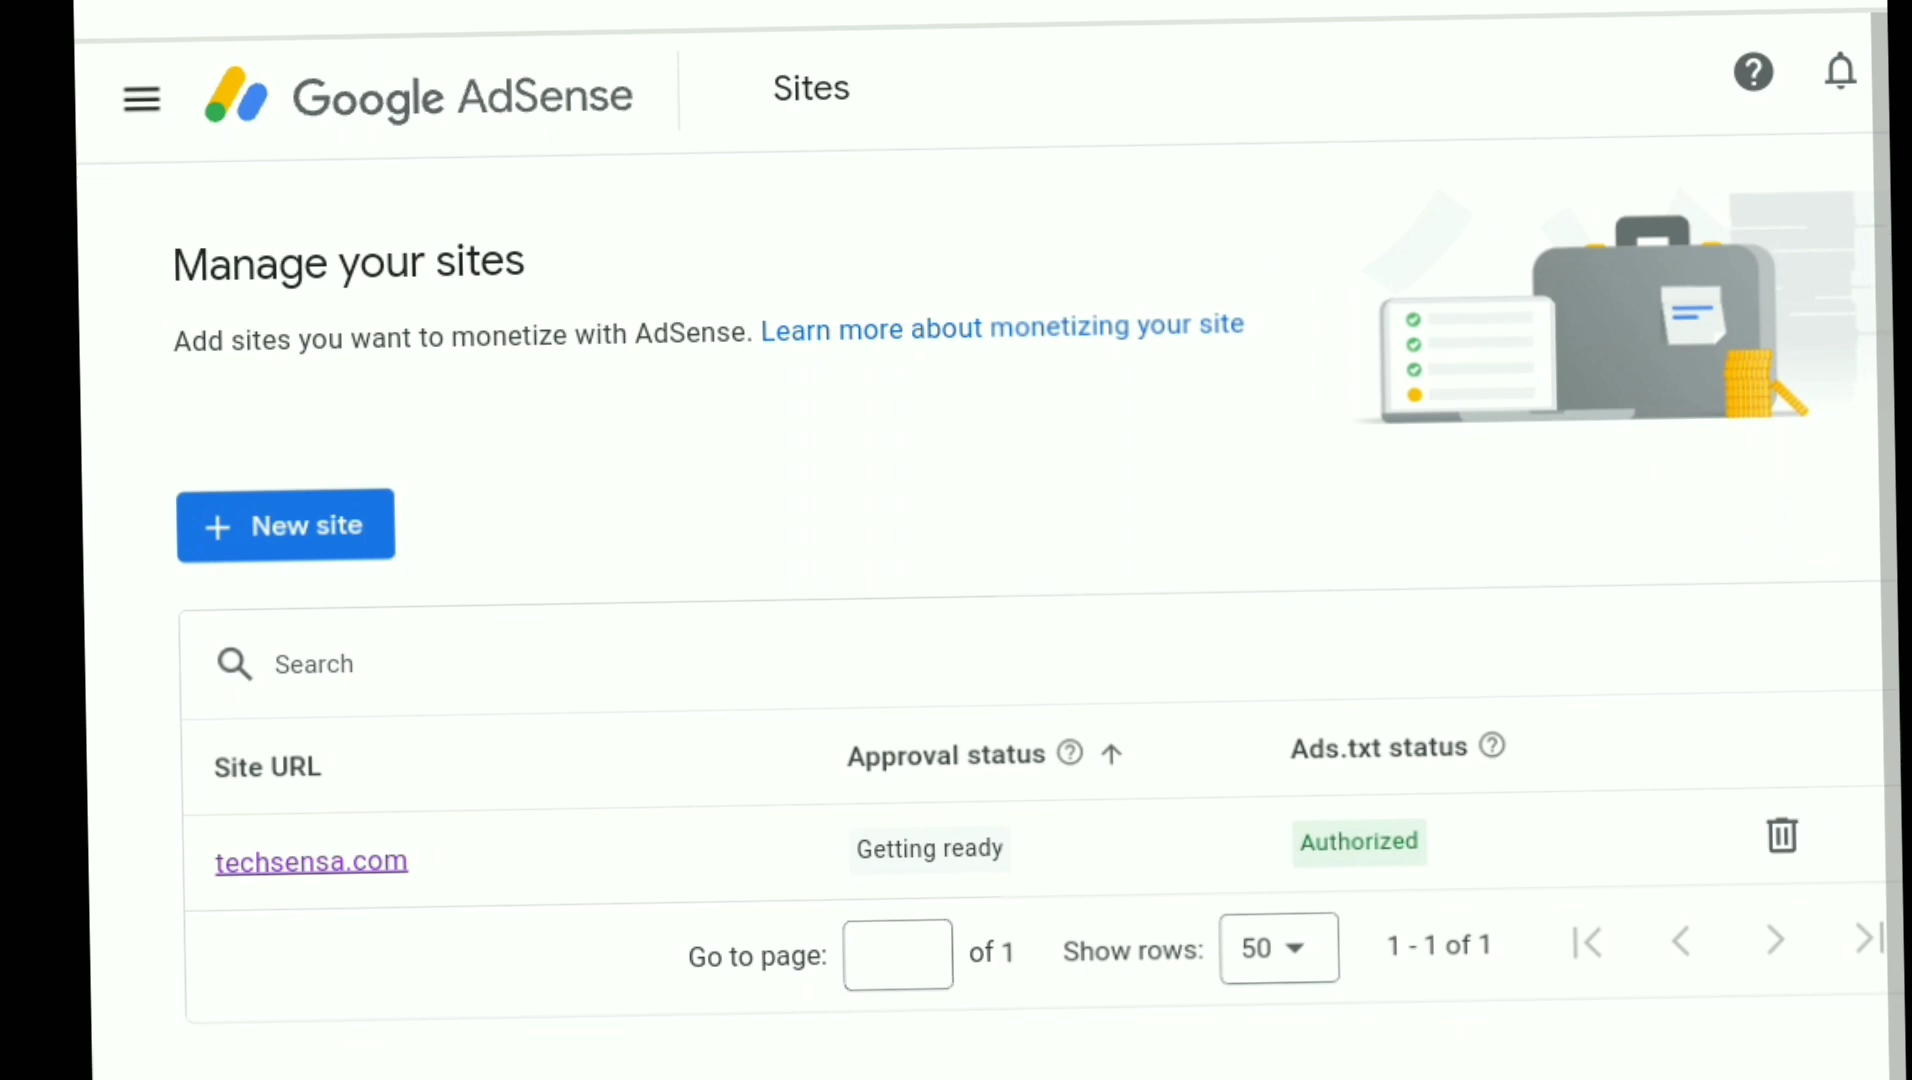 Google AdSense
Sites
Manage your sites
Add sites you want to monetize with AdSense. Learn more about monetizing your site
+ New site
Search
Site URL
Approval status
Ads.txt status
techsensa.com
Getting ready
Authorized
Go to page:
of 1
Show rows:
50
1 - 1 of 1